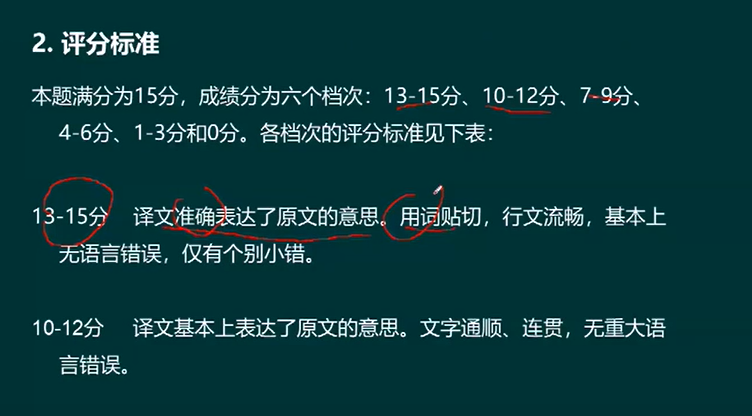 2. 评分标准
本题满分为15分，成绩分为六个档次：13-15分、10-12分、7-9分、
4-6分、1-3分和0分。各档次的评分标准见下表：
13-15分 译文准确表达了原文的意思。用词贴切，行文流畅，基本上
无语言错误，仅有个别小错。
10-12分 译文基本上表达了原文的意思。文字通顺、连贯，无重大语
言错误。